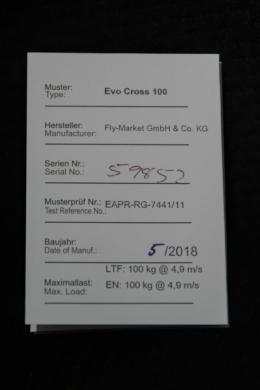 Muster: Evo Cross 100
Type:
Hersteller: Fly-Market GmbH & Co. KG
Manufacturer:
Serien Nr.: 59852
Serial No.:
Musterprüf Nr.: EAPR-RG-7441/11
Test Reference No.:
Baujahr: 5/2018
Date of Manuf.:
LTF: 100 kg @ 4,9 m/s
Maximallast: EN: 100 kg @ 4,9 m/s
Max. Load: